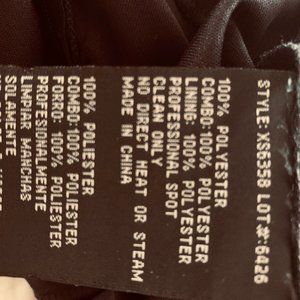 STYLE: XS6358 LOT#:6426
100% POLYESTER
COMBO: 100% POLYESTER
LINING: 100% POLYESTER
PROFESSIONAL SPOT
CLEAN ONLY
NO DIRECT HEAT OR STEAM
MADE IN CHINA
100% POLIESTER
COMBO: 100% POLIESTER
FORRO: 100% POLIESTER
PROFESIONALMENTE
LIMPIAR MANCHAS
SOLAMENTE